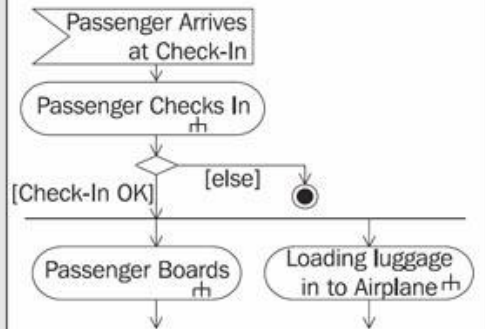 Passenger Arrives
at Check-In
Passenger Checks In
[else]
[Check-In OK]
Passenger Boards
Loading luggage
in to Airplane